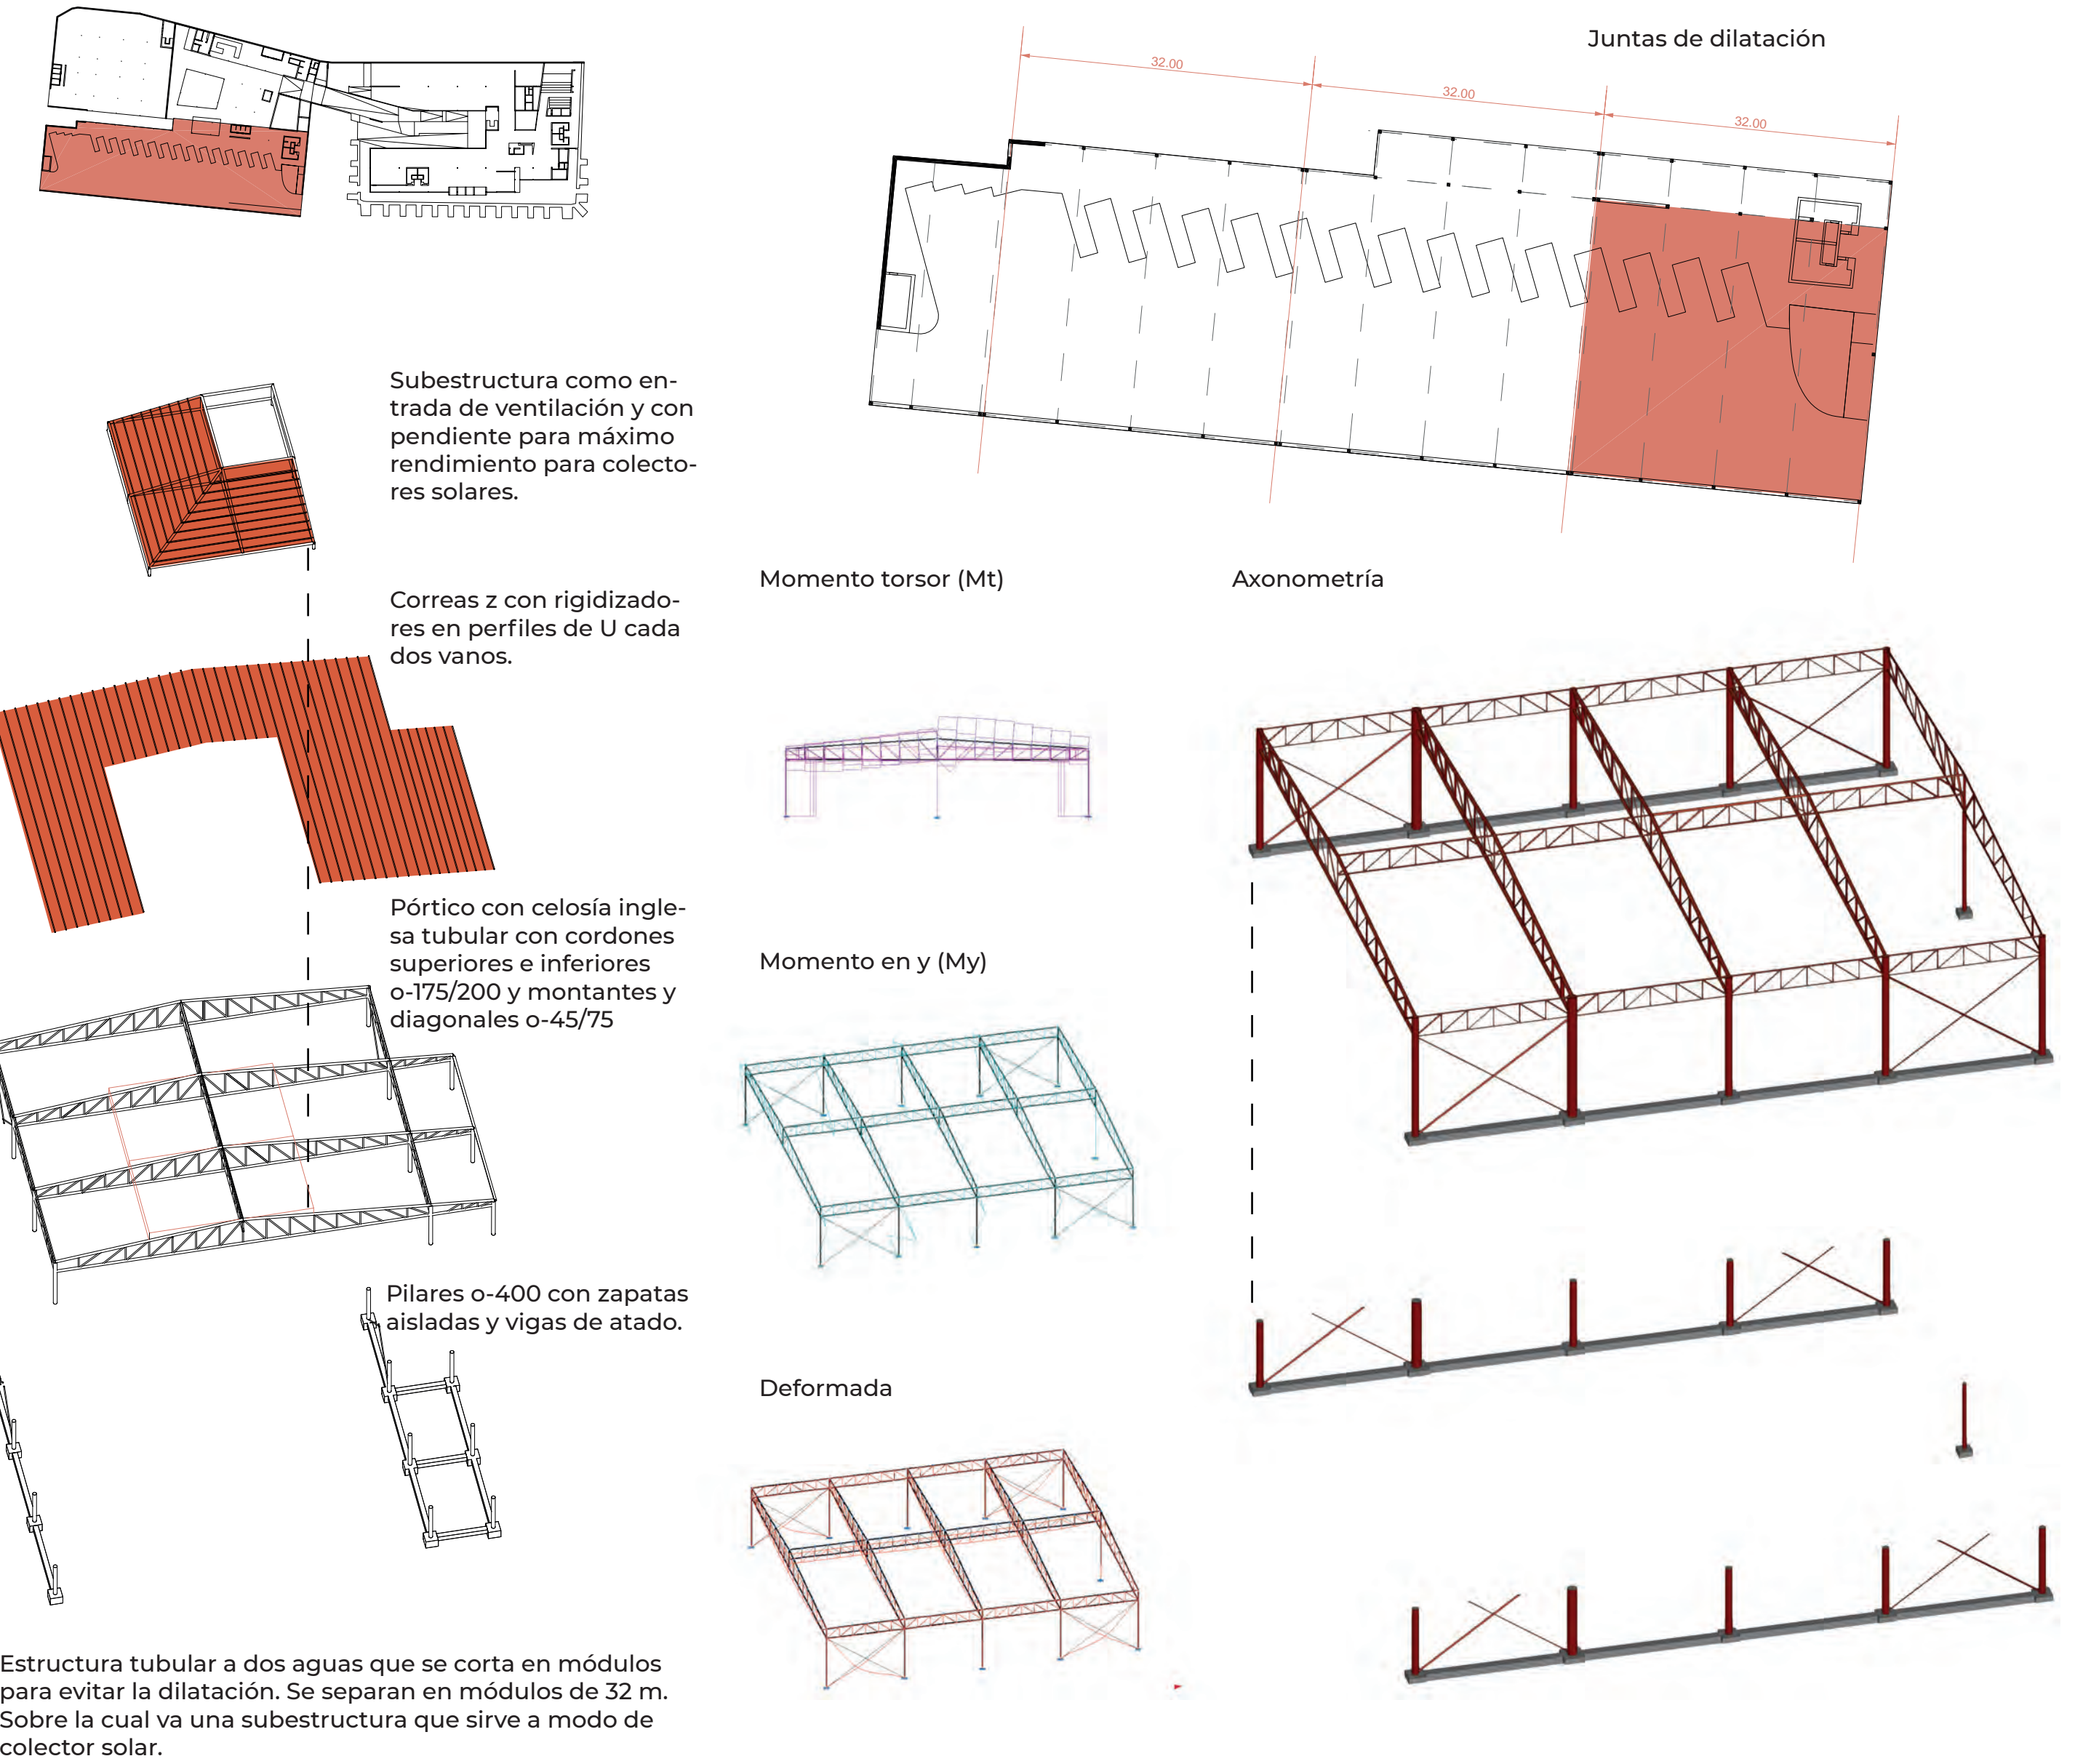 Juntas de dilatación
32.00
32.00
32.00
Subestructura como en-
trada de ventilación y con
pendiente para máximo
rendimiento para colecto-
res solares.
Correas z con rigidizado-
res en perfiles de U cada
dos vanos.
Pórtico con celosía ingle-
sa tubular con cordones
superiores e inferiores
o-175/200 y montantes y
diagonales o-45/75
Pilares o-400 con zapatas
aisladas y vigas de atado.
Estructura tubular a dos aguas que se corta en módulos
para evitar la dilatación. Se separan en módulos de 32 m.
Sobre la cual va una subestructura que sirve a modo de
colector solar.
Momento torsor (Mt)
Momento en y (My)
Deformada
Axonometría